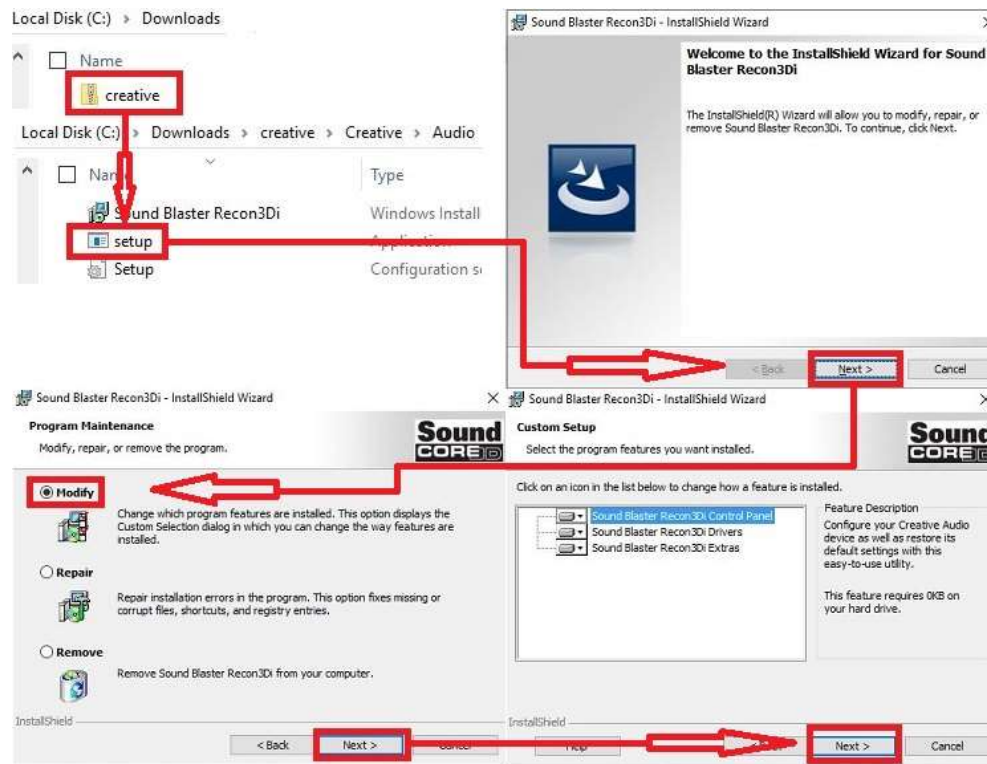 Local Disk (C:) > Downloads
Name
creative
Local Disk (C:) > Downloads > creative > Creative > Audio
Name Type
Sound Blaster Recon3Di Windows Install
setup Application
Setup Configuration se
Sound Blaster Recon3Di - InstallShield Wizard
Welcome to the InstallShield Wizard for Sound
Blaster Recon3Di
The InstallShield(R) Wizard will allow you to modify, repair, or
remove Sound Blaster Recon3Di. To continue, click Next.
< Back Next > Cancel
Sound Blaster Recon3Di - InstallShield Wizard
Program Maintenance
Modify, repair, or remove the program.
Sound
CORE3D
Modify
Change which program features are installed. This option displays the
Custom Selection dialog in which you can change the way features are
installed.
Repair
Repair installation errors in the program. This option fixes missing or
corrupt files, shortcuts, and registry entries.
Remove
Remove Sound Blaster Recon3Di from your computer.
InstallShield
< Back Next > Cancel
Sound Blaster Recon3Di - InstallShield Wizard
Custom Setup
Select the program features you want installed.
Sound
CORE3D
Click on an icon in the list below to change how a feature is installed.
Sound Blaster Recon3Di Control Panel
Sound Blaster Recon3Di Drivers
Sound Blaster Recon3Di Extras
Feature Description
Configure your Creative Audio
device as well as restore its
default settings with this
easy-to-use utility.
This feature requires 0KB on
your hard drive.
InstallShield
Help Next > Cancel